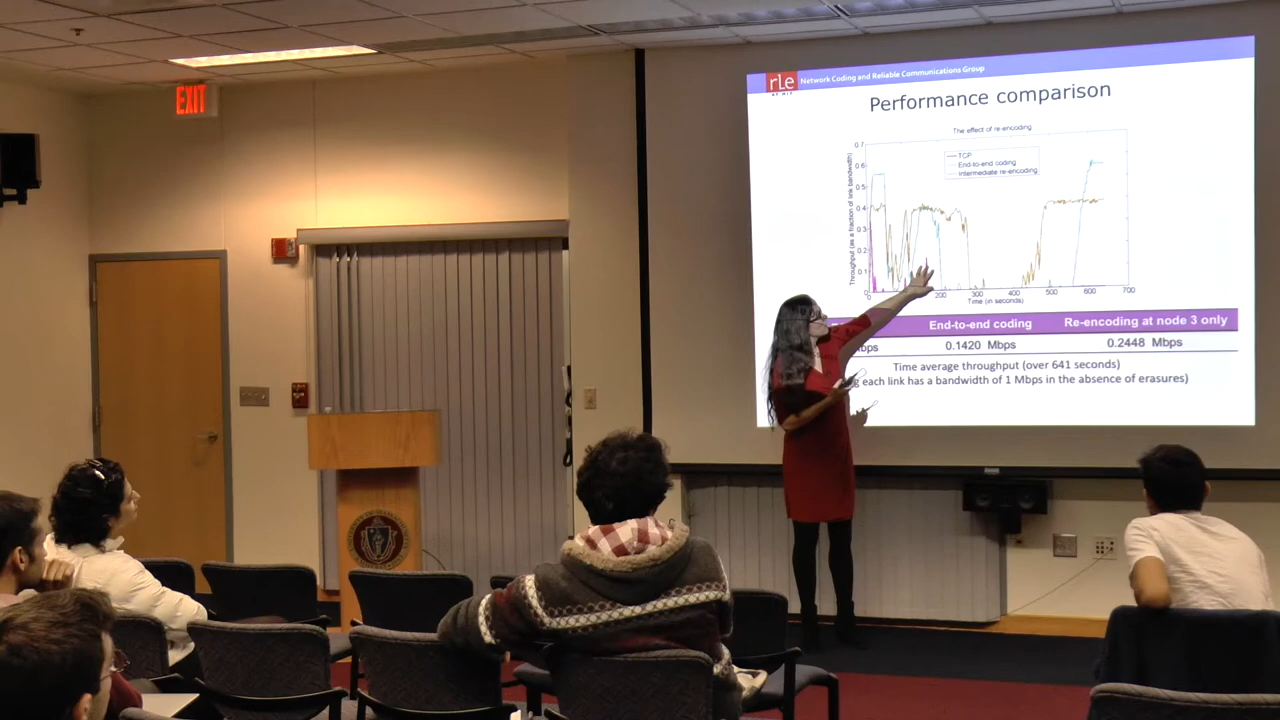 EXIT
rle
AT MIT
Network Coding and Reliable Communications Group
Performance comparison
The effect of re-encoding
TCP
End-to-end coding
Intermediate re-encoding
Throughput (as a fraction of link bandwidth)
0.7
0.6
0.5
0.4
0.3
0.2
0.1
0
0 200 300 400 500 600 700
Time (in seconds)
End-to-end coding Re-encoding at node 3 only
bps 0.1420 Mbps 0.2448 Mbps
Time average throughput (over 641 seconds)
each link has a bandwidth of 1 Mbps in the absence of erasures)